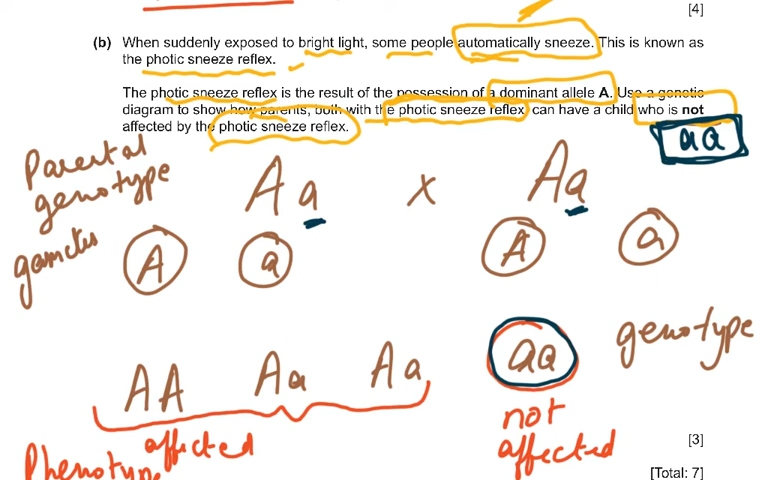 [4]
(b) When suddenly exposed to bright light, some people automatically sneeze. This is known as
the photic sneeze reflex.
The photic sneeze reflex is the result of the possession of a dominant allele A. Use a genetic
diagram to show how parents, both with the photic sneeze reflex can have a child who is not
affected by the photic sneeze reflex.
aa
Parental
genotype
Aa x Aa
gametes
A a A a
AA Aa Aa aa genotype
affected
not
affected
Phenotype
[3]
[Total: 7]